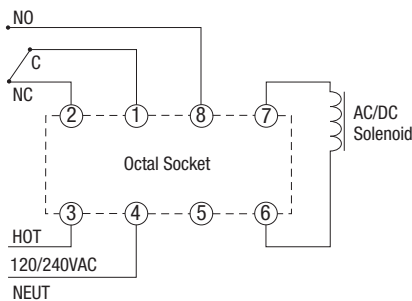 NO
C
NC
2 1 8 7
AC/DC
Solenoid
Octal Socket
3 4 5 6
HOT
120/240VAC
NEUT